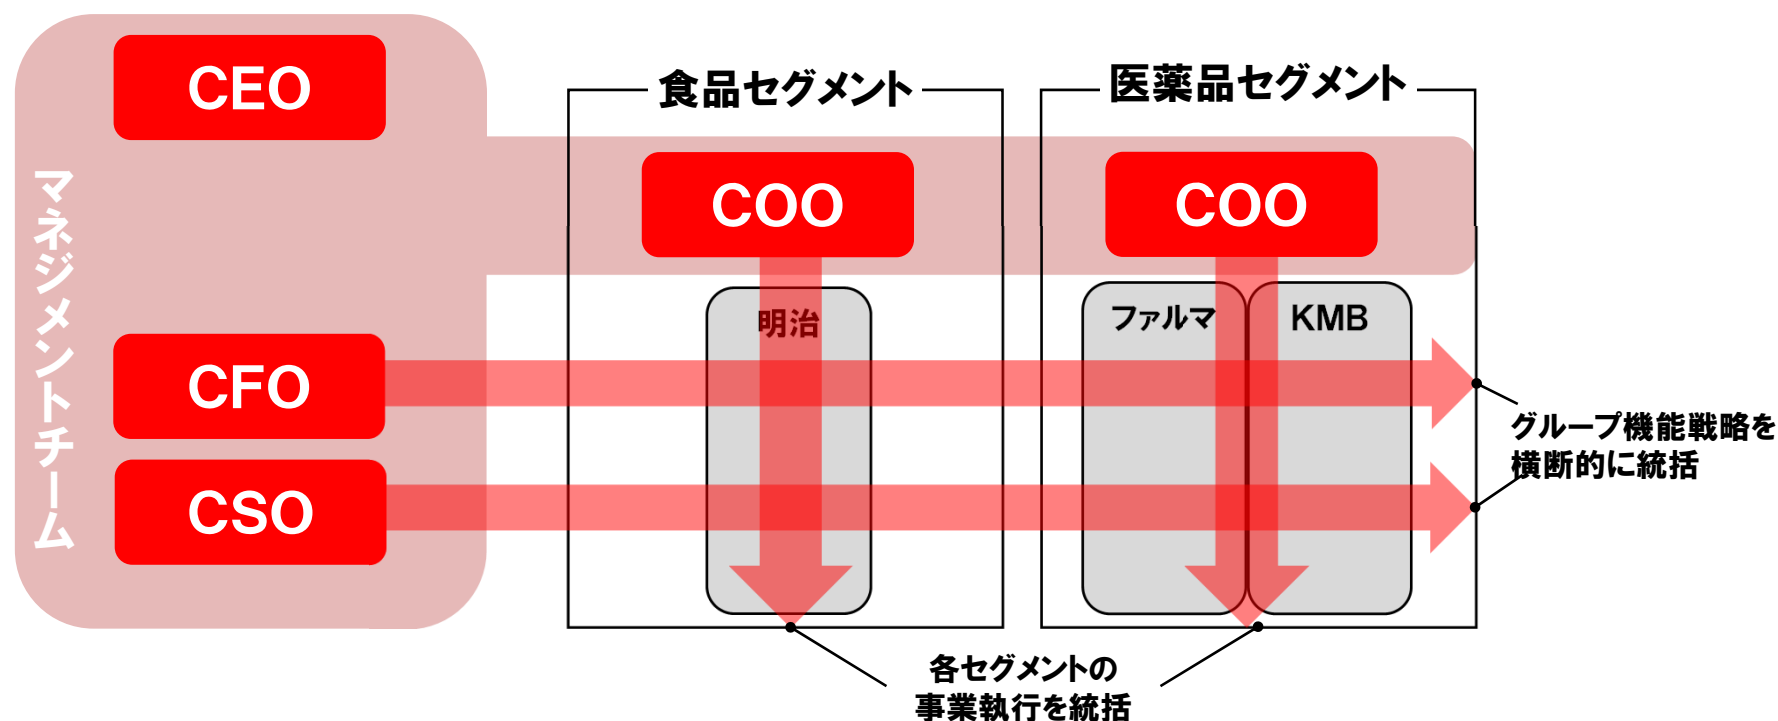 マネジメントチーム
CEO
食品セグメント
医薬品セグメント
COO
COO
明治
ファルマ
KMB
CFO
CSO
グループ機能戦略を
横断的に統括
各セグメントの
事業執行を統括